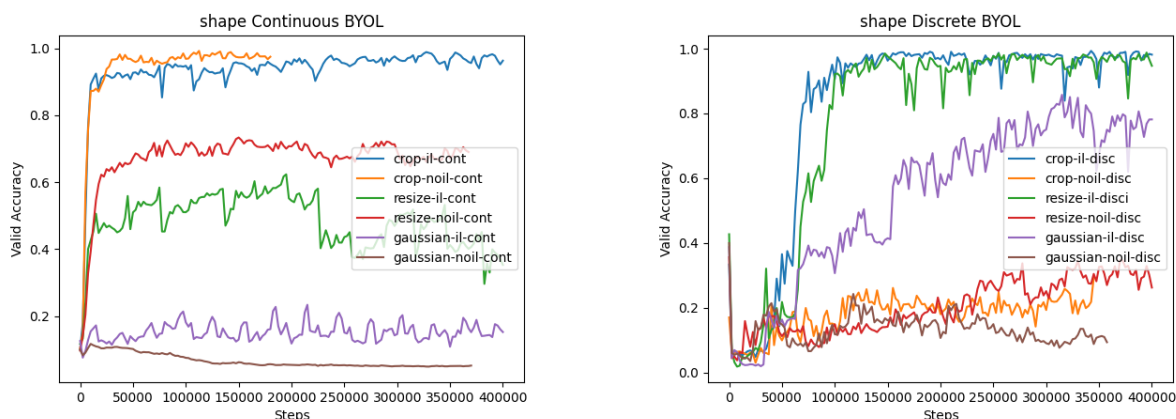 shape Continuous BYOL
Valid Accuracy
1.0
0.8
0.6
0.4
0.2
0
50000
100000
150000
200000
250000
300000
350000
400000
Steps
crop-il-cont
crop-noil-cont
resize-il-cont
resize-noil-cont
gaussian-il-cont
gaussian-noil-cont
shape Discrete BYOL
Valid Accuracy
1.0
0.8
0.6
0.4
0.2
0.0
0
50000
100000
150000
200000
250000
300000
350000
400000
Steps
crop-il-disc
crop-noil-disc
resize-il-disci
resize-noil-disc
gaussian-il-disc
gaussian-noil-disc